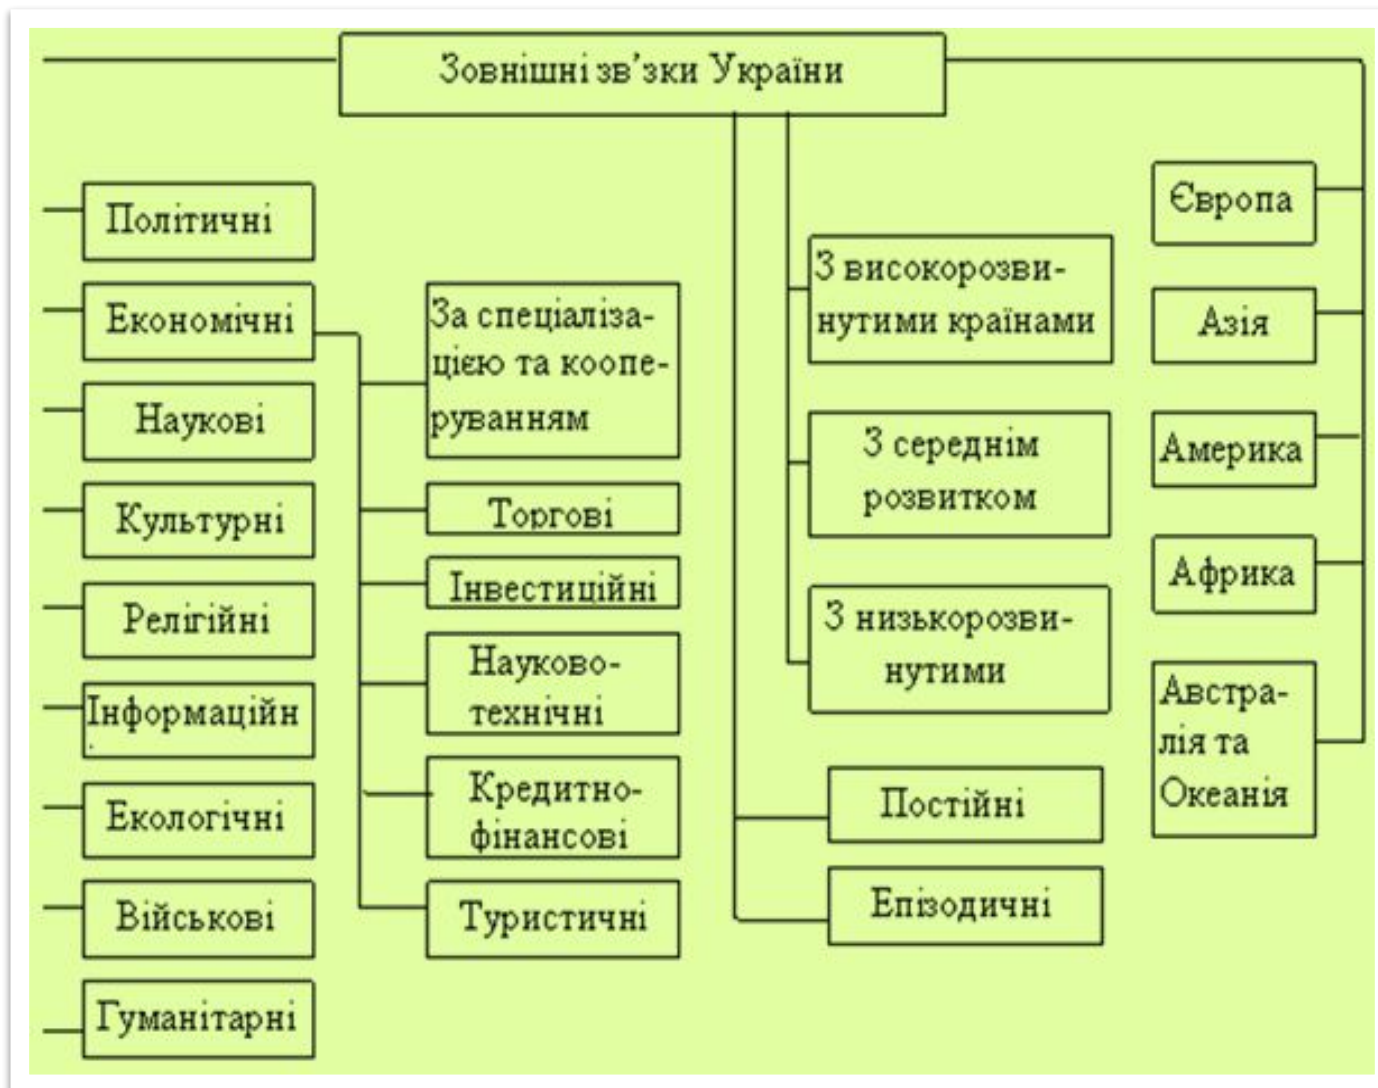 Зовнішні зв’зки України
Політичні
Економічні
Наукові
Культурні
Релігійні
Інформаційн
Екологічні
Військові
Гуманітарні
За спеціаліза-
цією та коопе-
руванням
Торгові
Інвестиційні
Науково-
технічні
Кредитно-
фінансові
Туристичні
З високорозви-
нутими країнами
З середнім
розвитком
З низькорозви-
нутими
Постійні
Епізодичні
Європа
Азія
Америка
Африка
Австра-
лія та
Океанія